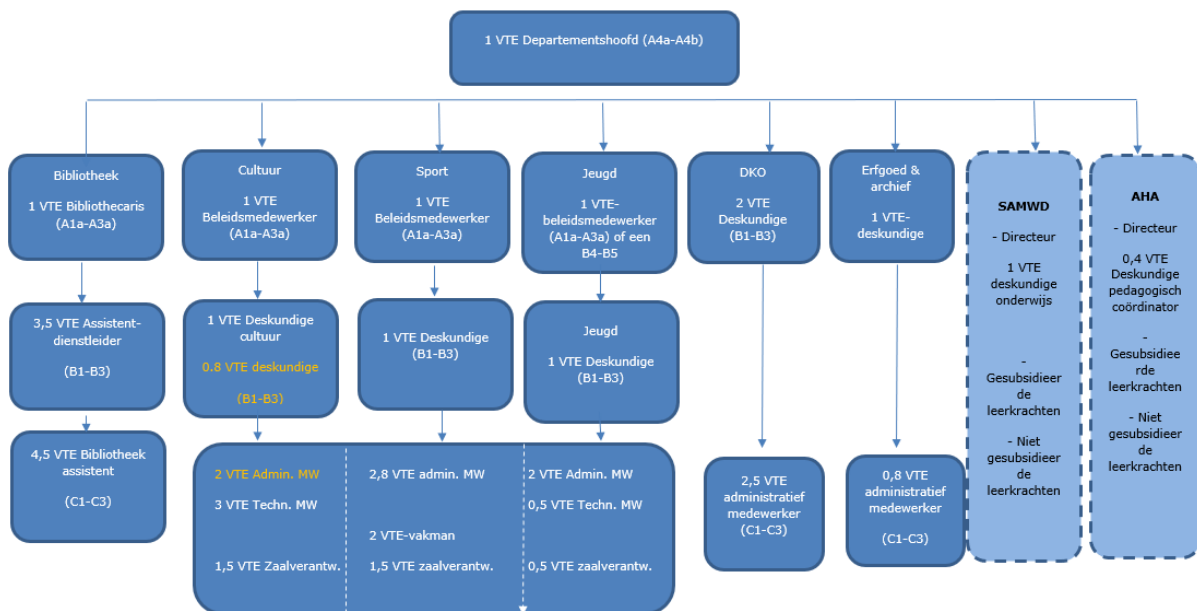 1 VTE Departementshoofd (A4a-A4b)
Bibliotheek
1 VTE Bibliothecaris
(A1a-A3a)
3,5 VTE Assistent-
dienstleider
(B1-B3)
4,5 VTE Bibliotheek
assistent
(C1-C3)
Cultuur
1 VTE
Beleidsmedewerker
(A1a-A3a)
1 VTE Deskundige
cultuur
0.8 VTE deskundige
(B1-B3)
Sport
1 VTE
Beleidsmedewerker
(A1a-A3a)
1 VTE Deskundige
(B1-B3)
Jeugd
1 VTE-
beleidsmedewerker
(A1a-A3a) of een
B4-B5
Jeugd
1 VTE Deskundige
(B1-B3)
2 VTE Admin. MW
3 VTE Techn. MW
1,5 VTE Zaalverantw.
2,8 VTE admin. MW
2 VTE-vakman
1,5 VTE zaalverantw.
2 VTE Admin. MW
0,5 VTE Techn. MW
0,5 VTE zaalverantw.
DKO
2 VTE
Deskundige
(B1-B3)
2,5 VTE
administratief
medewerker
(C1-C3)
Erfgoed &
archief
1 VTE-
deskundige
0,8 VTE
administratief
medewerker
(C1-C3)
SAMWD
- Directeur
1 VTE
deskundige
onderwijs
-
Gesubsidieer
de
leerkrachten
- Niet
gesubsidieer
de
leerkrachten
AHA
- Directeur
0,4 VTE
Deskundige
pedagogisch
coördinator
-
Gesubsidiee
rde
leerkrachten
- Niet
gesubsidieer
de
leerkrachten